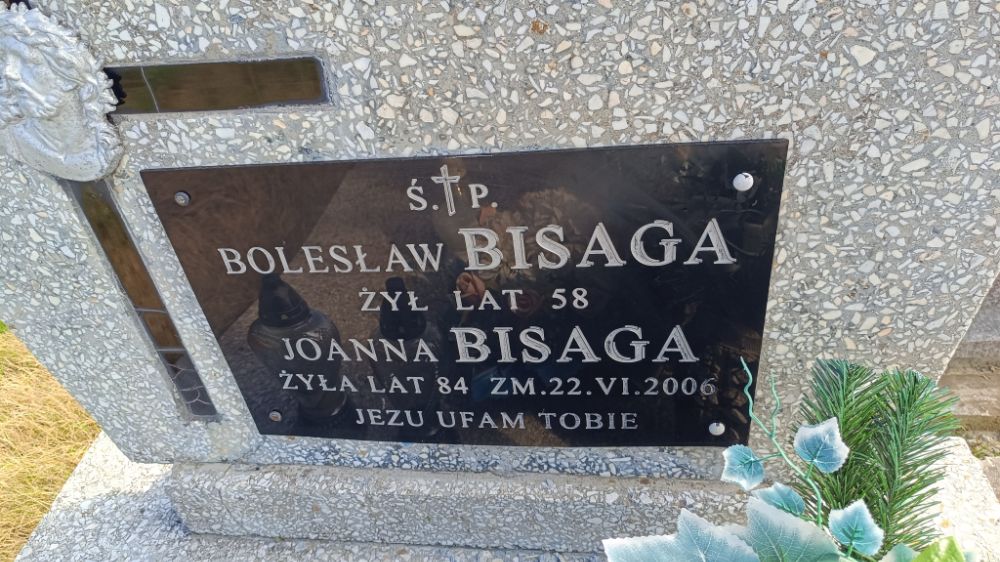 Ś.†P.
BOLESŁAW BISAGA
ŻYŁ LAT 58
JOANNA BISAGA
ŻYŁA LAT 84 ZM.22.VI.2006
JEZU UFAM TOBIE